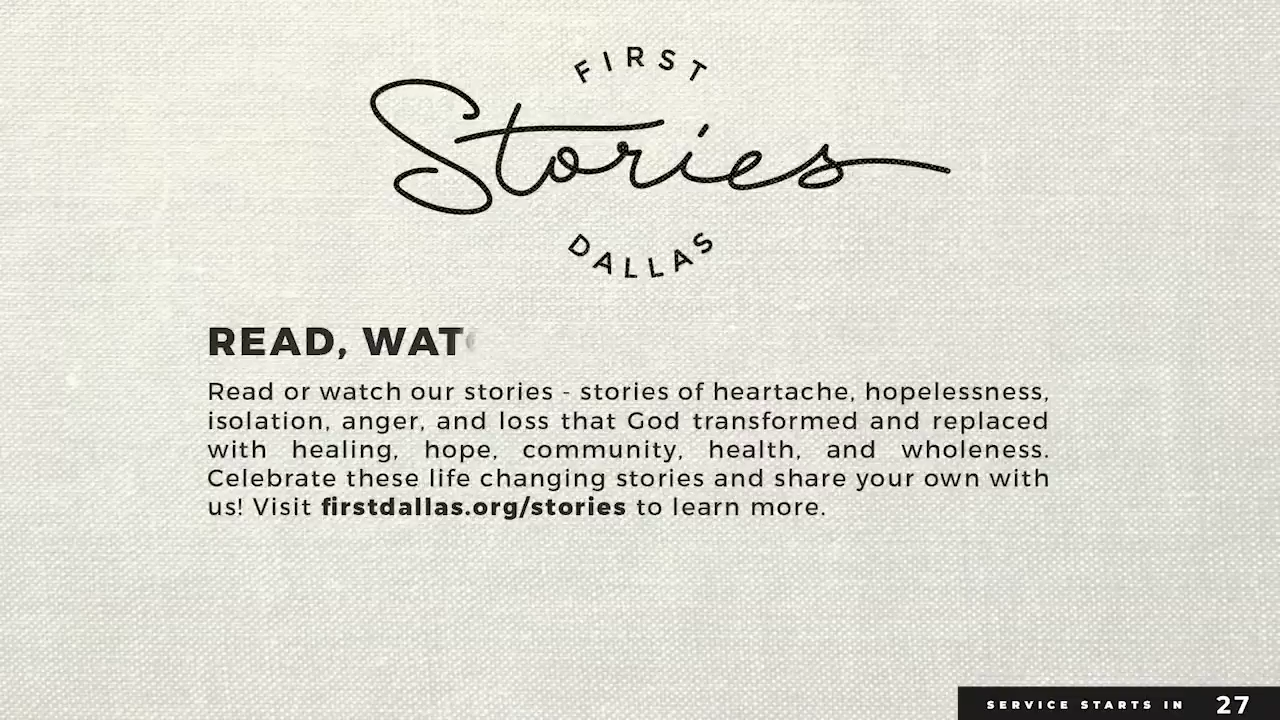 FIRST
Stories
DALLAS
READ, WAT
Read or watch our stories - stories of heartache, hopelessness,
isolation, anger, and loss that God transformed and replaced
with healing, hope, community, health, and wholeness.
Celebrate these life changing stories and share your own with
us! Visit firstdallas.org/stories to learn more.
SERVICE STARTS IN 27